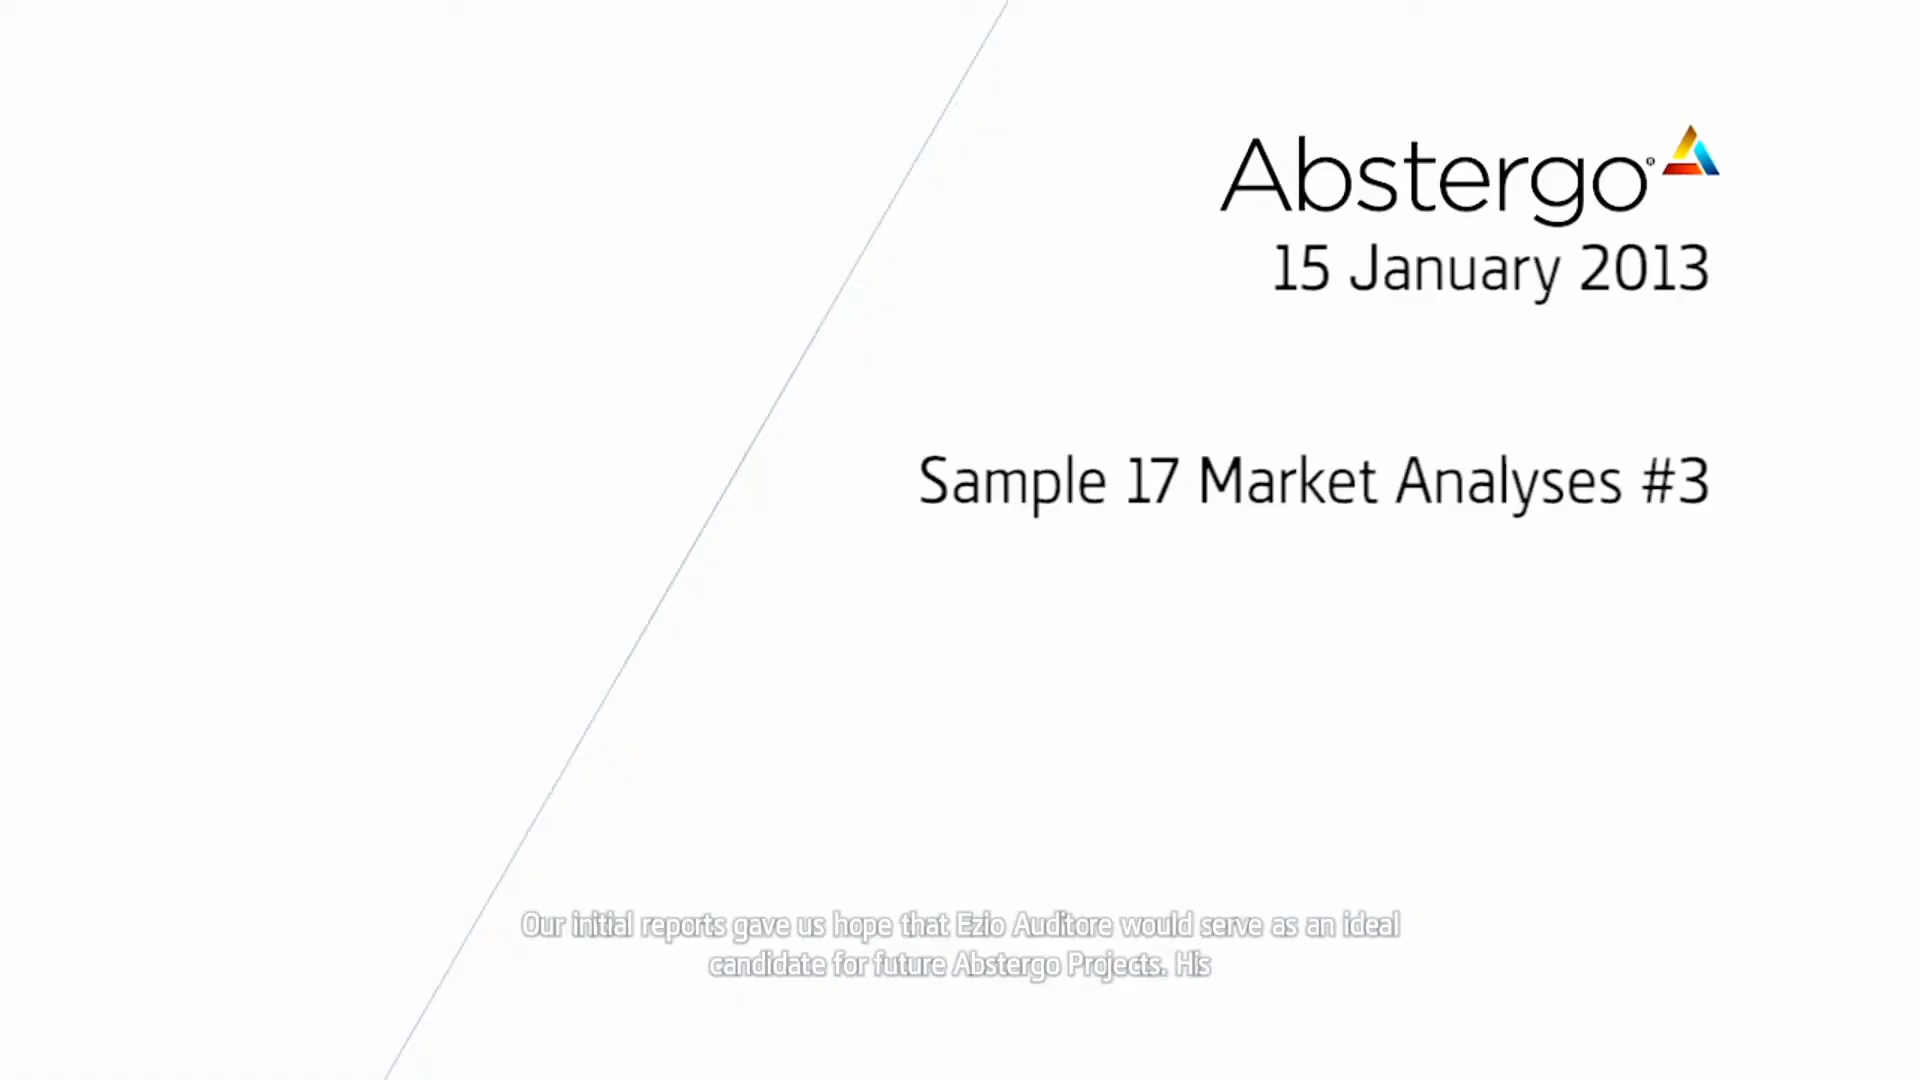 Abstergo®
15 January 2013
Sample 17 Market Analyses #3
Our initial reports gave us hope that Ezio Auditore would serve as an ideal
candidate for future Abstergo Projects. His